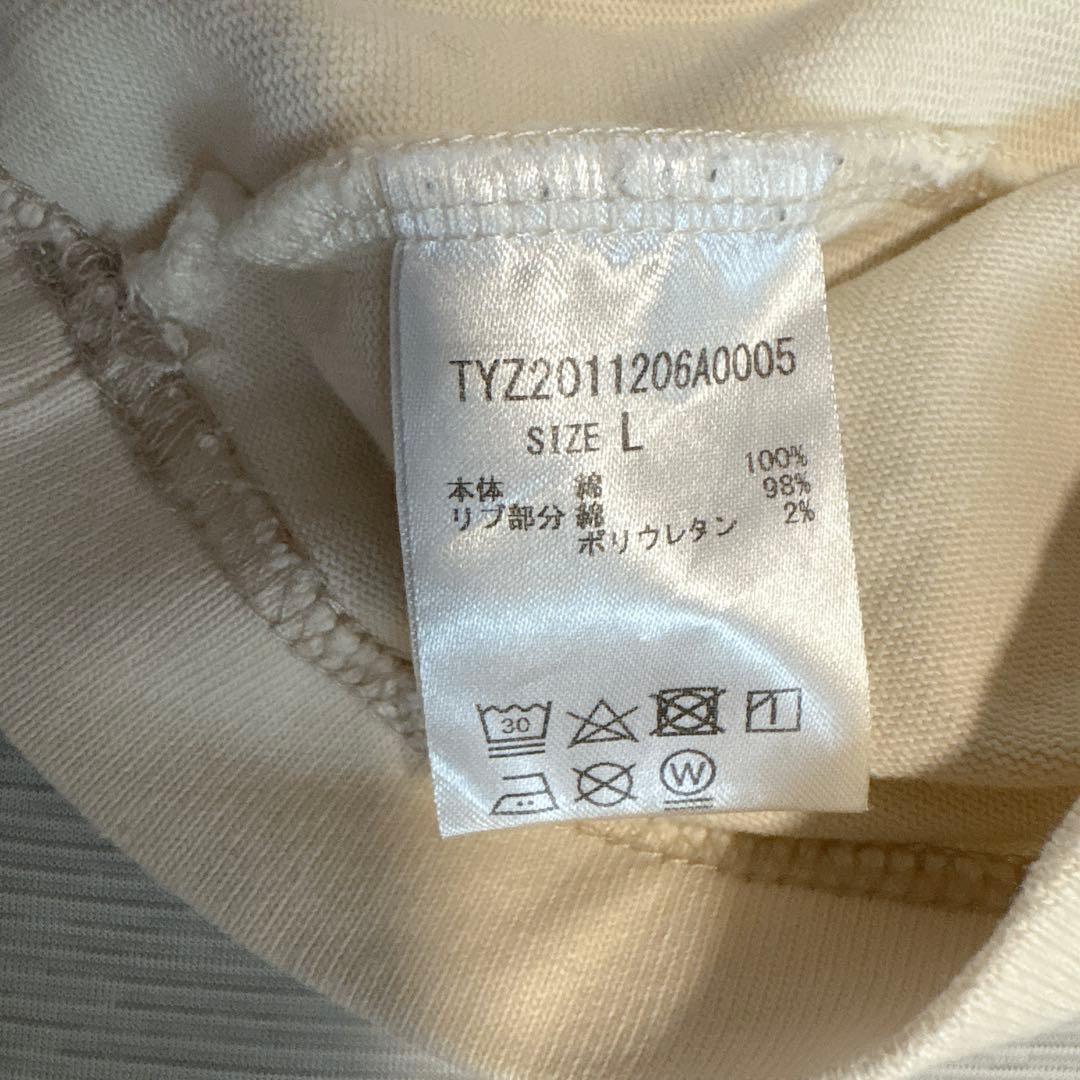 TYZ2011206A0005
SIZE L
本体 綿 100%
リブ部分 綿 98%
ポリウレタン 2%
30
W